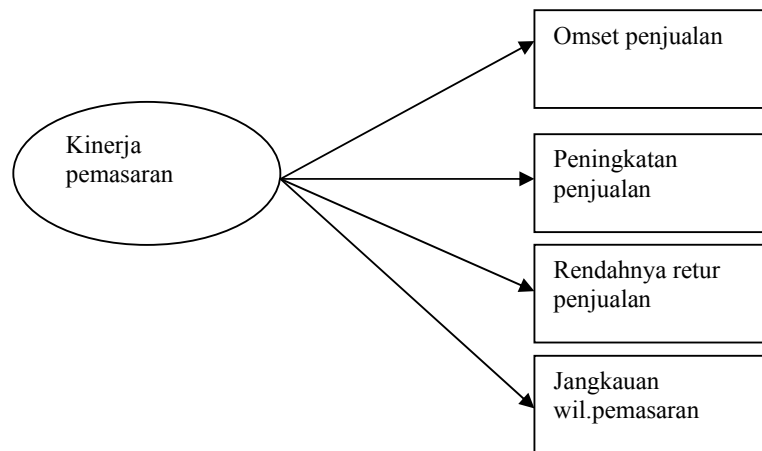 Kinerja
pemasaran
Omset penjualan
Peningkatan
penjualan
Rendahnya retur
penjualan
Jangkauan
wil.pemasaran